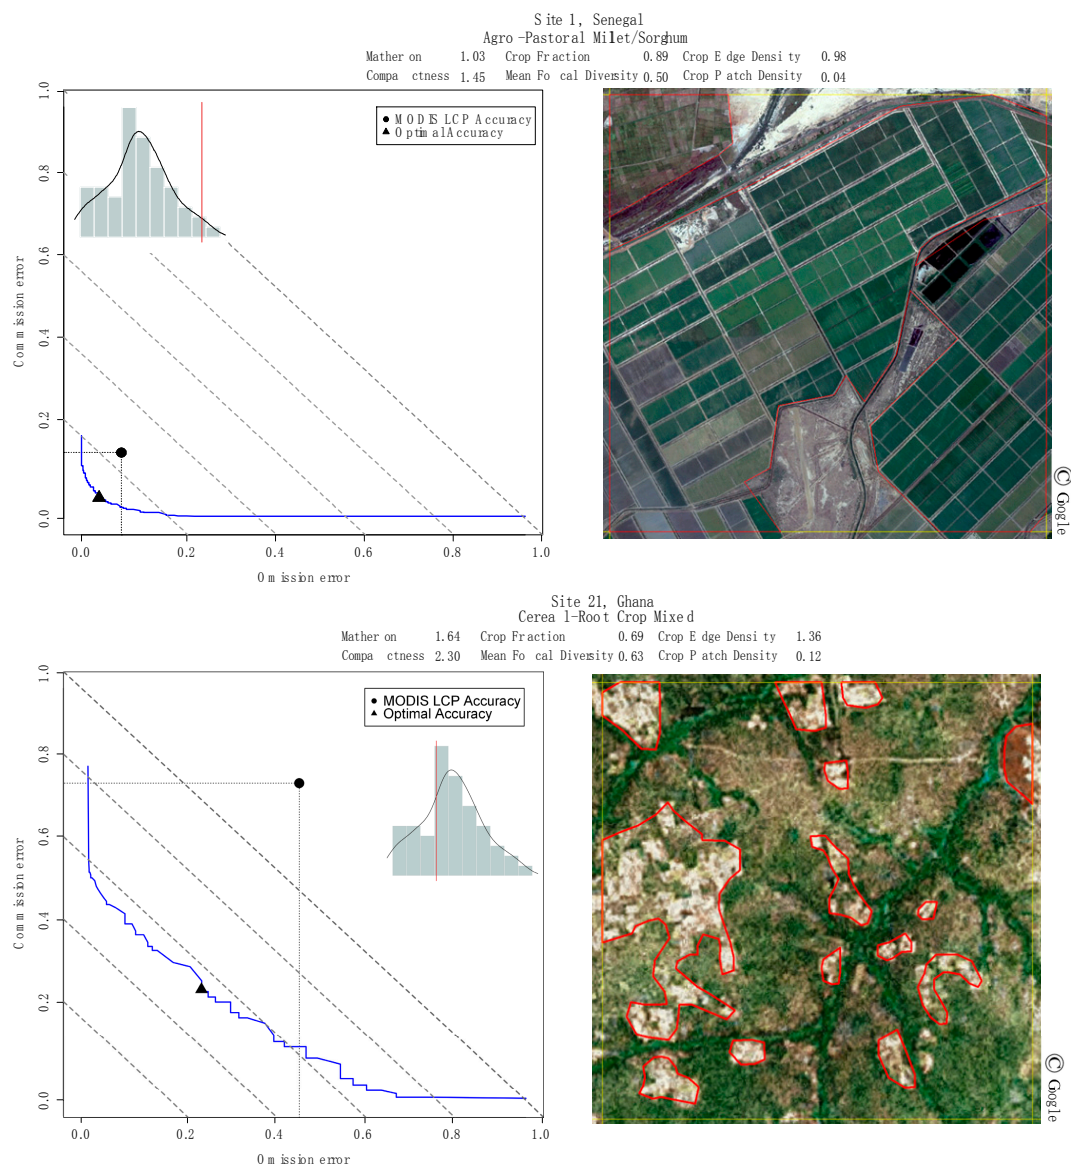 Site 1, Senegal
Agro-Pastoral Milet/Sorghum
Matheron 1.03 Crop Fraction 0.89 Crop Edge Density 0.98
Compactness 1.45 Mean Focal Diversity 0.50 Crop Patch Density 0.04
MODIS LCP Accuracy
Optimal Accuracy
1.0
0.8
0.6
0.4
0.2
0.0
Commission error
0.0 0.2 0.4 0.6 0.8 1.0
Omission error
© Google
Site 21, Ghana
Cereal-Root Crop Mixed
Matheron 1.64 Crop Fraction 0.69 Crop Edge Density 1.36
Compactness 2.30 Mean Focal Diversity 0.63 Crop Patch Density 0.12
MODIS LCP Accuracy
Optimal Accuracy
1.0
0.8
0.6
0.4
0.2
0.0
Commission error
0.0 0.2 0.4 0.6 0.8 1.0
Omission error
© Google